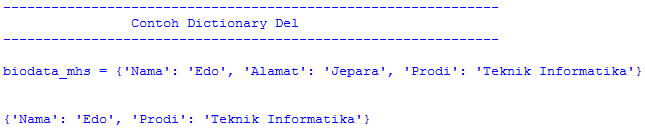 -------------------------------------------------------------
Contoh Dictionary Del
-------------------------------------------------------------
biodata_mhs = {'Nama': 'Edo', 'Alamat': 'Jepara', 'Prodi': 'Teknik Informatika'}
{'Nama': 'Edo', 'Prodi': 'Teknik Informatika'}